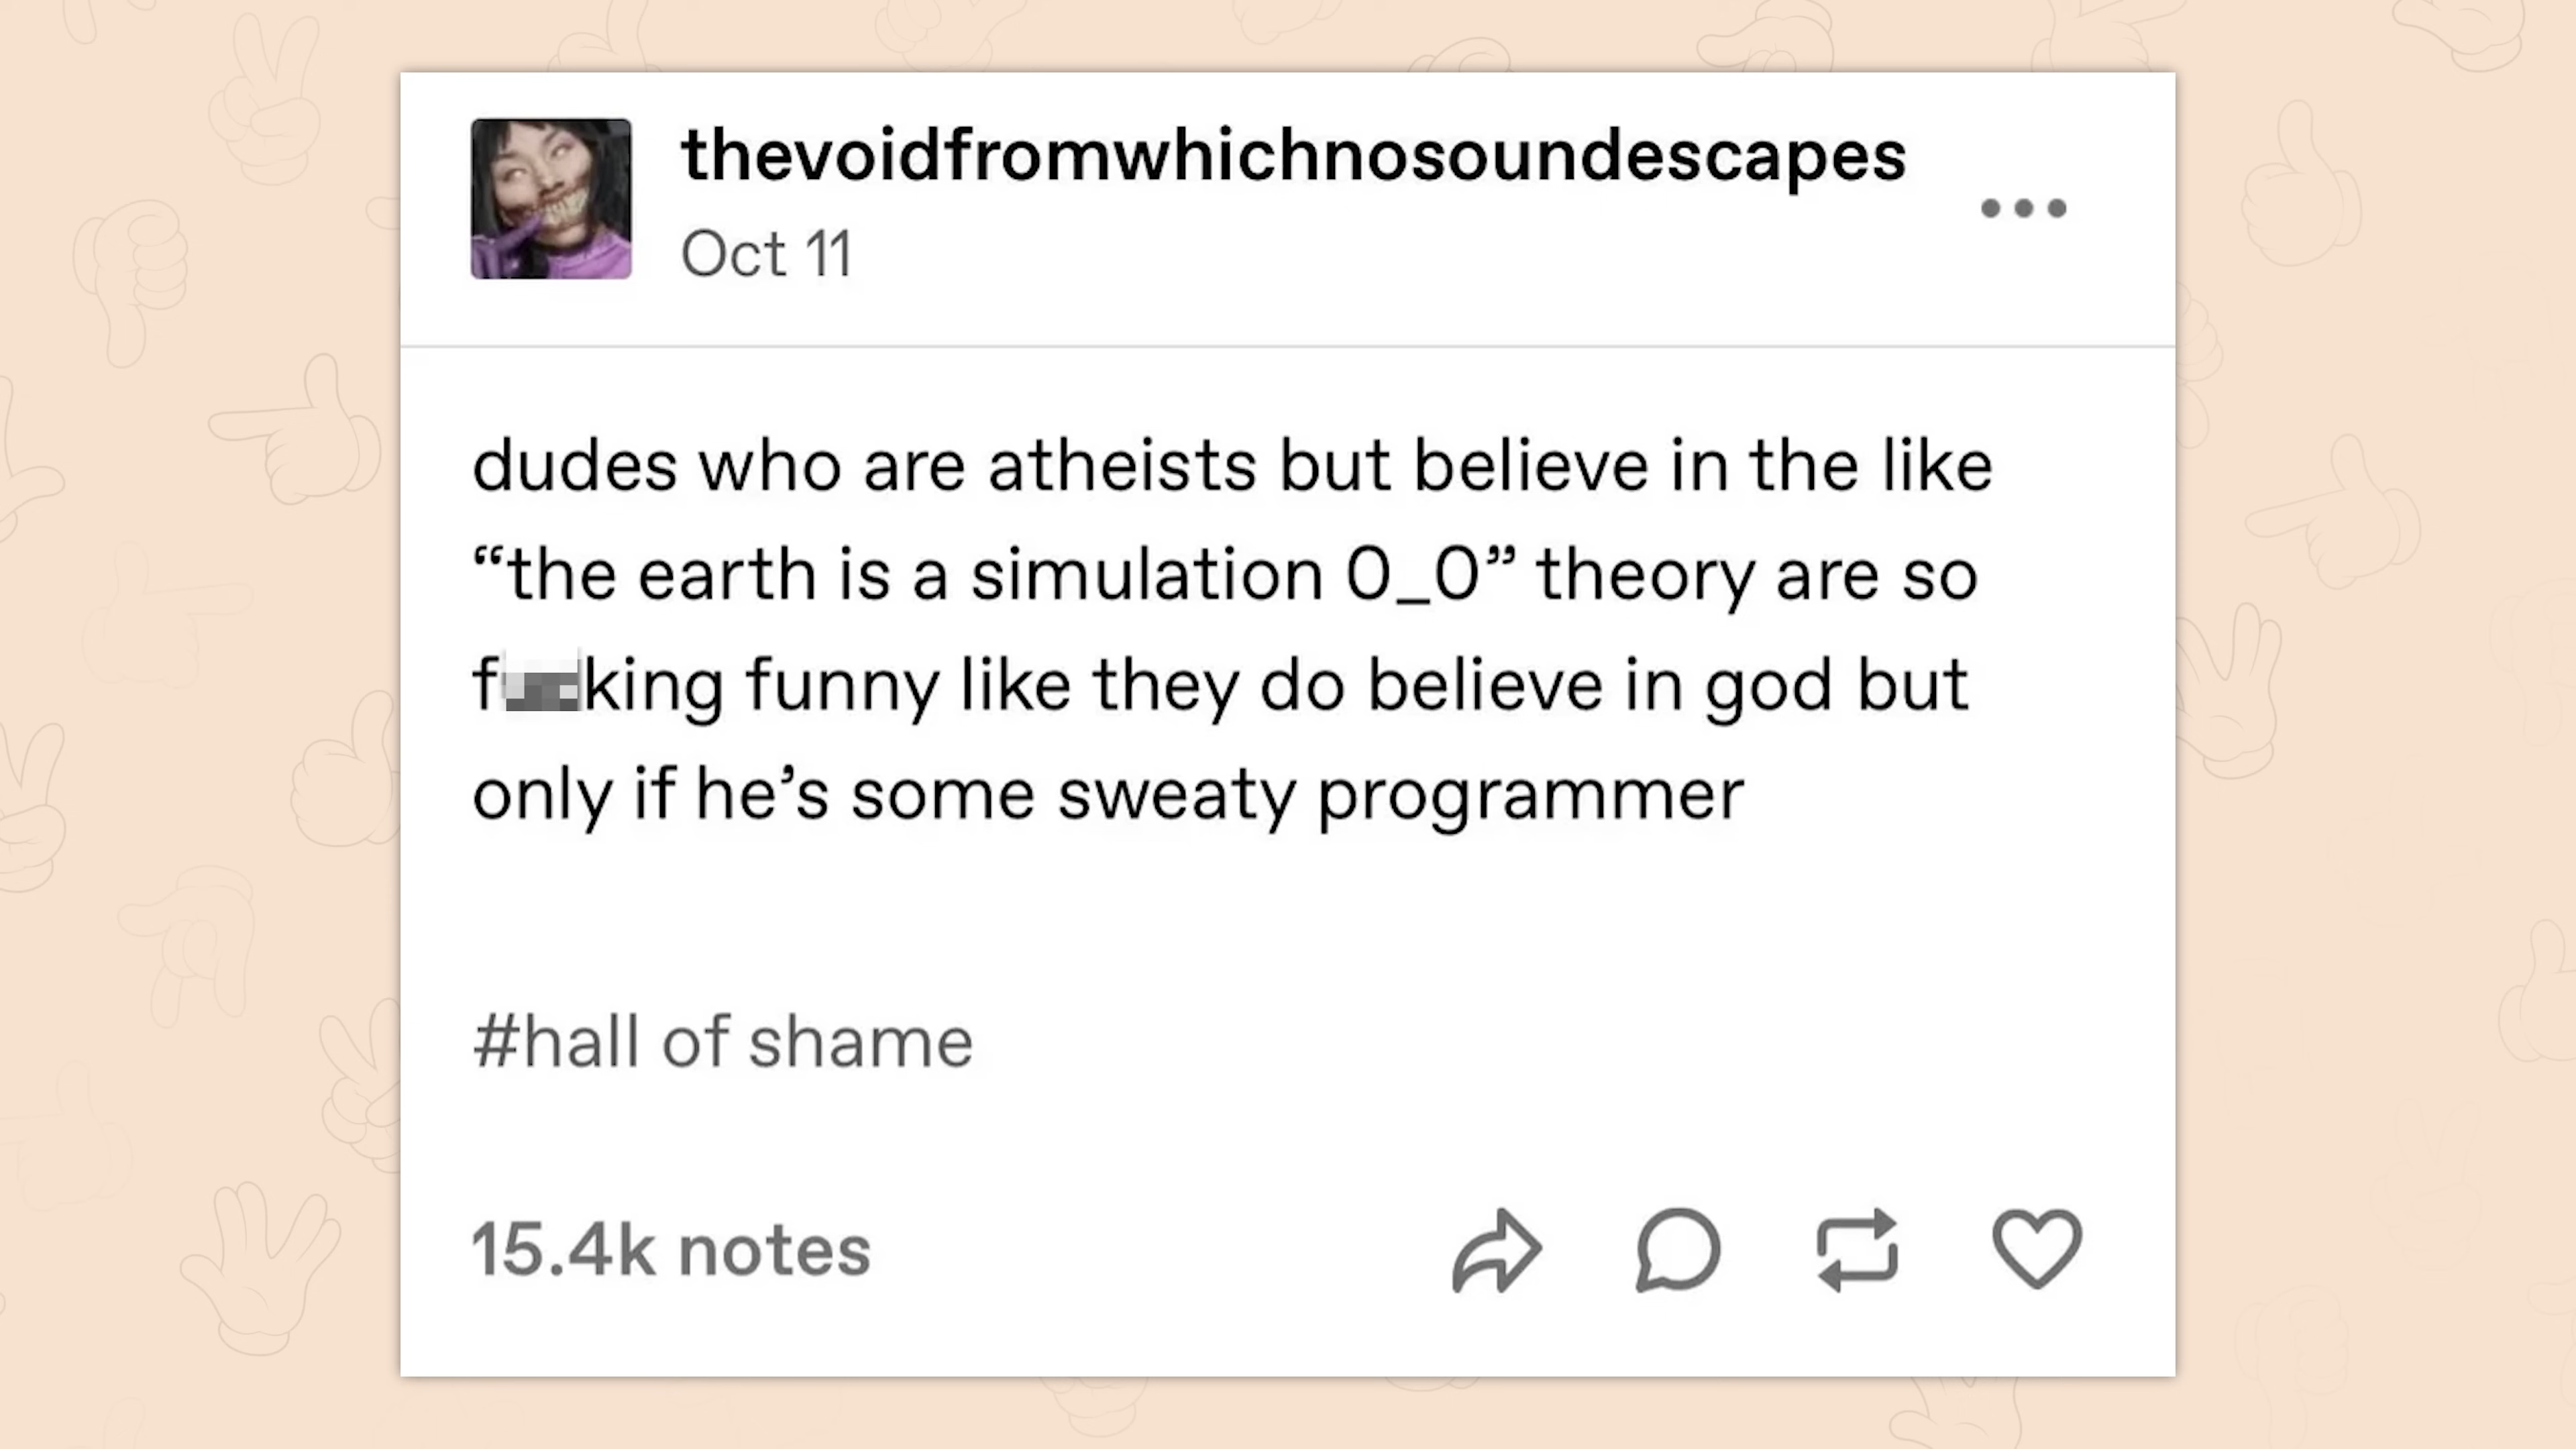 thevoidfromwhichnosoundescapes
Oct 11
dudes who are atheists but believe in the like
“the earth is a simulation O_O” theory are so
f king funny like they do believe in god but
only if he’s some sweaty programmer
#hall of shame
15.4k notes